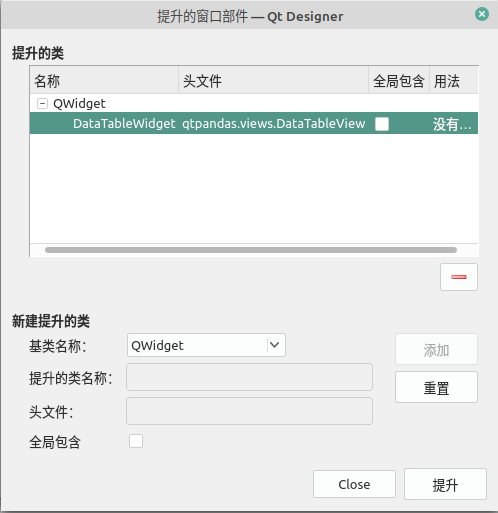 提升的窗口部件 — Qt Designer
提升的类
名称 头文件 全局包含 用法
QWidget
DataTableWidget qtpandas.views.DataTableView 没有…
新建提升的类
基类名称： QWidget 添加
提升的类名称： 重置
头文件：
全局包含
Close 提升